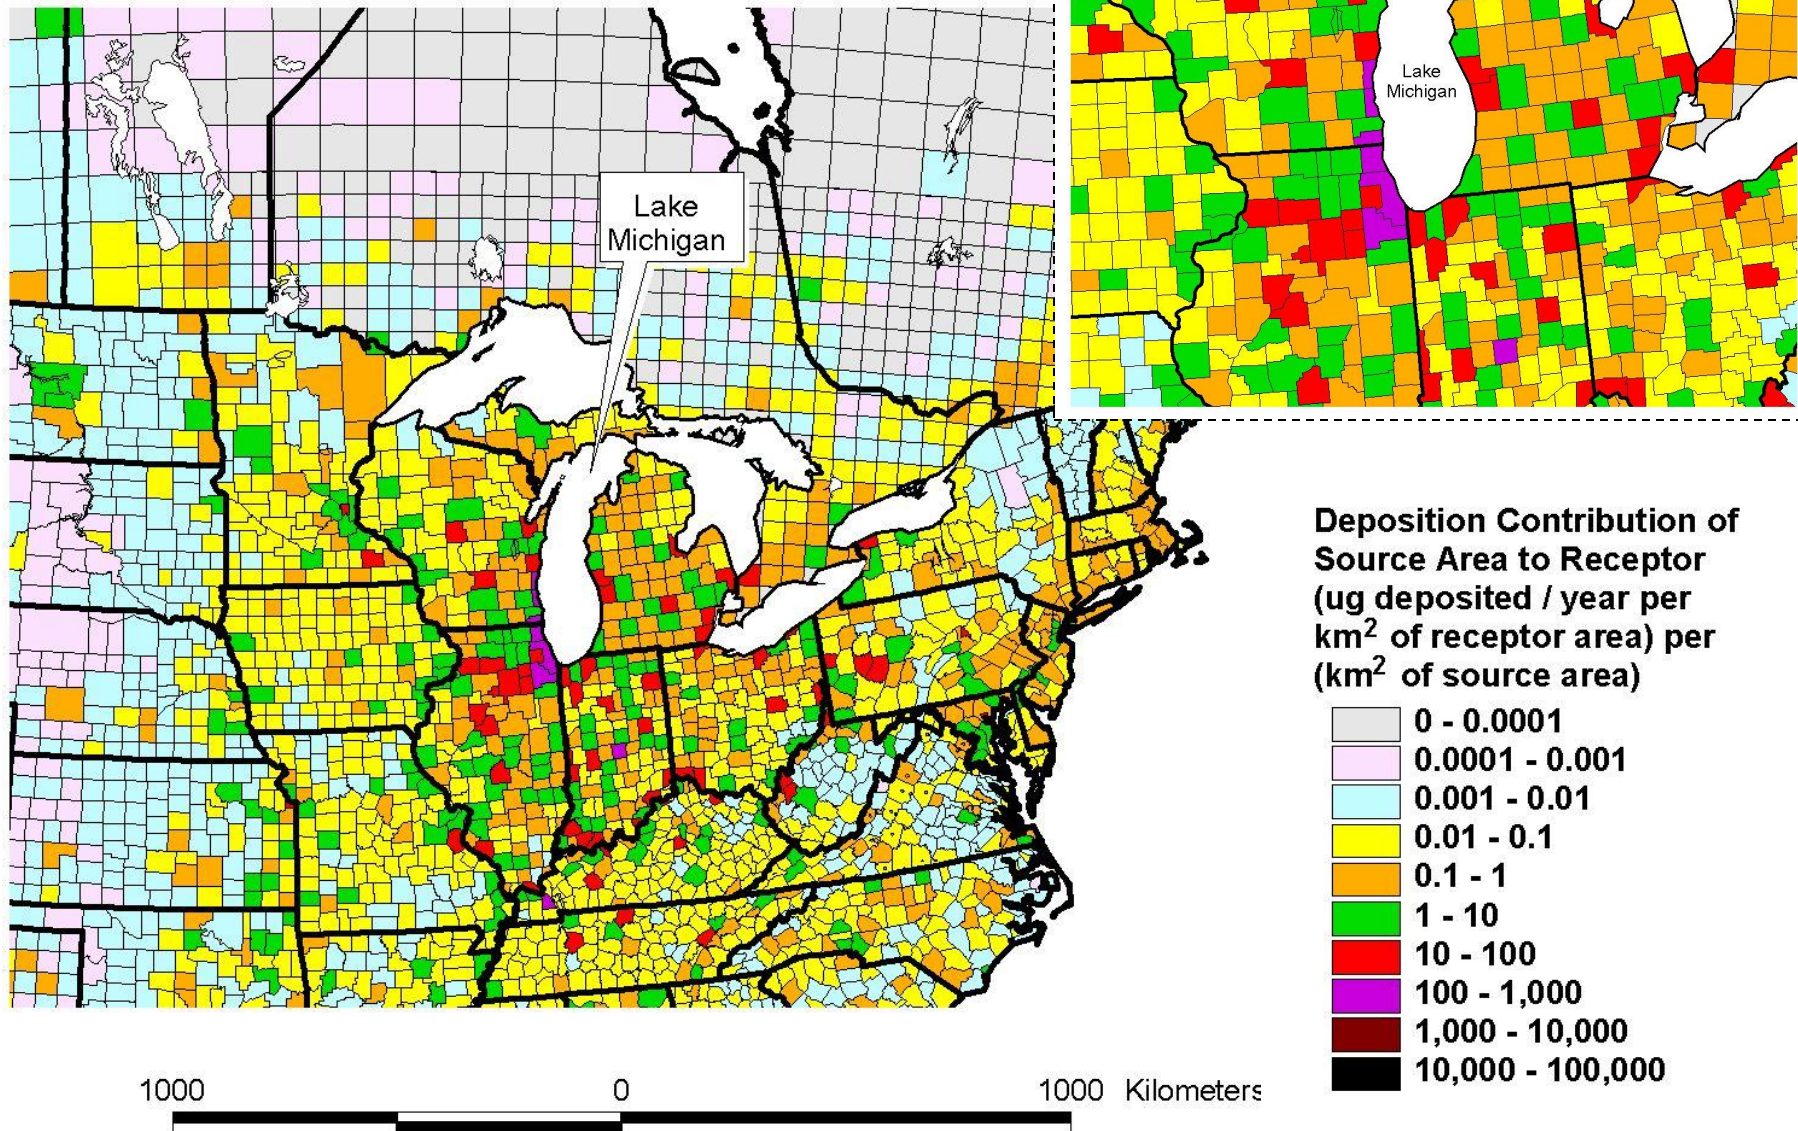 Lake
Michigan
Lake
Michigan
Deposition Contribution of
Source Area to Receptor
(ug deposited / year per
km² of receptor area) per
(km² of source area)
0 - 0.0001
0.0001 - 0.001
0.001 - 0.01
0.01 - 0.1
0.1 - 1
1 - 10
10 - 100
100 - 1,000
1,000 - 10,000
10,000 - 100,000
1000 0 1000 Kilometers